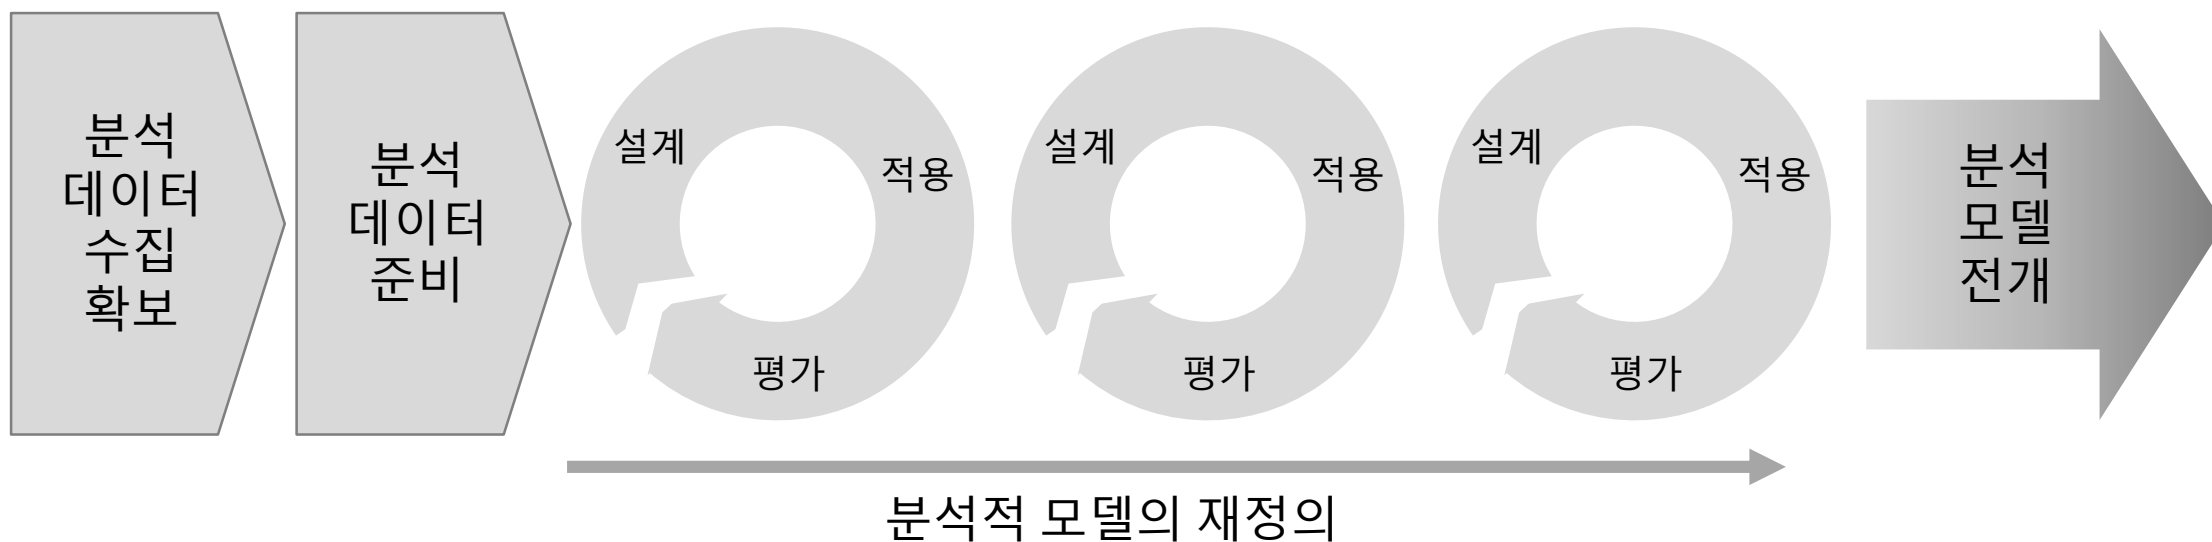 분석
데이터
수집
확보
분석
데이터
준비
설계
적용
평가
설계
적용
평가
설계
적용
평가
분석
모델
전개
분석적 모델의 재정의